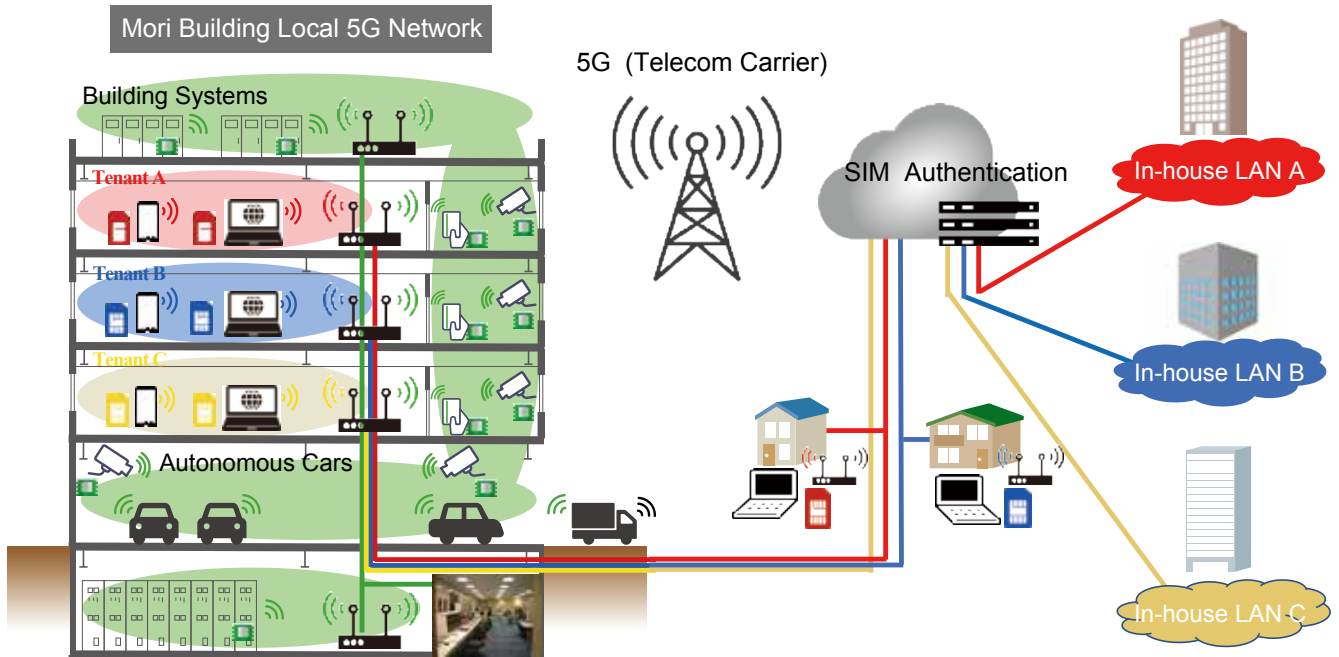 Mori Building Local 5G Network
5G (Telecom Carrier)
Building Systems
Tenant A
SIM Authentication
In-house LAN A
Tenant B
Tenant C
In-house LAN B
Autonomous Cars
In-house LAN C